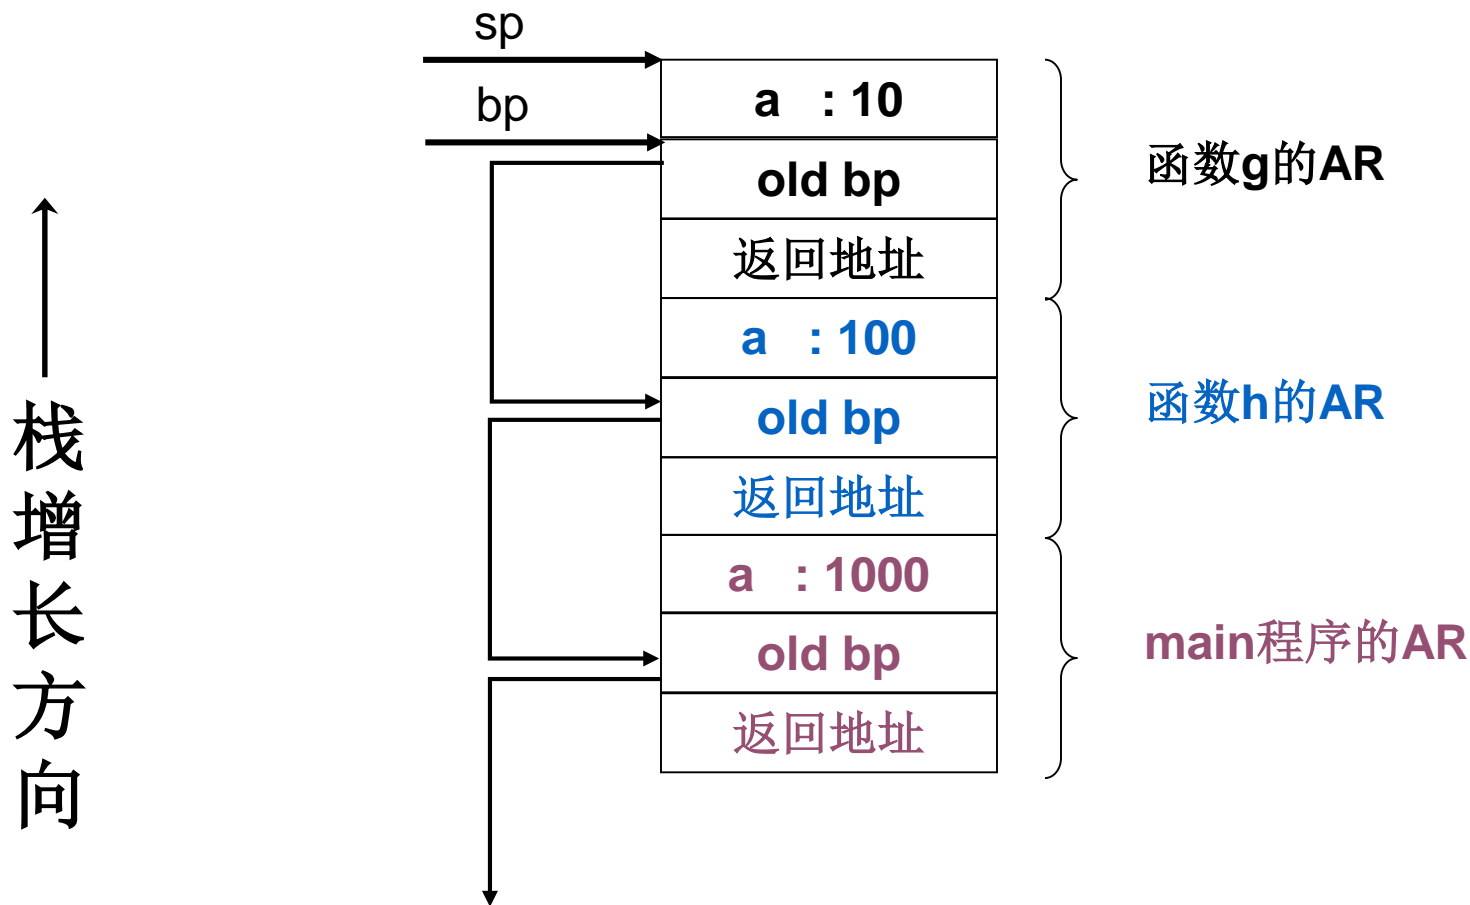 sp
bp
a : 10
old bp
返回地址
函数g的AR
a : 100
old bp
返回地址
函数h的AR
a : 1000
old bp
返回地址
main程序的AR
栈增长方向